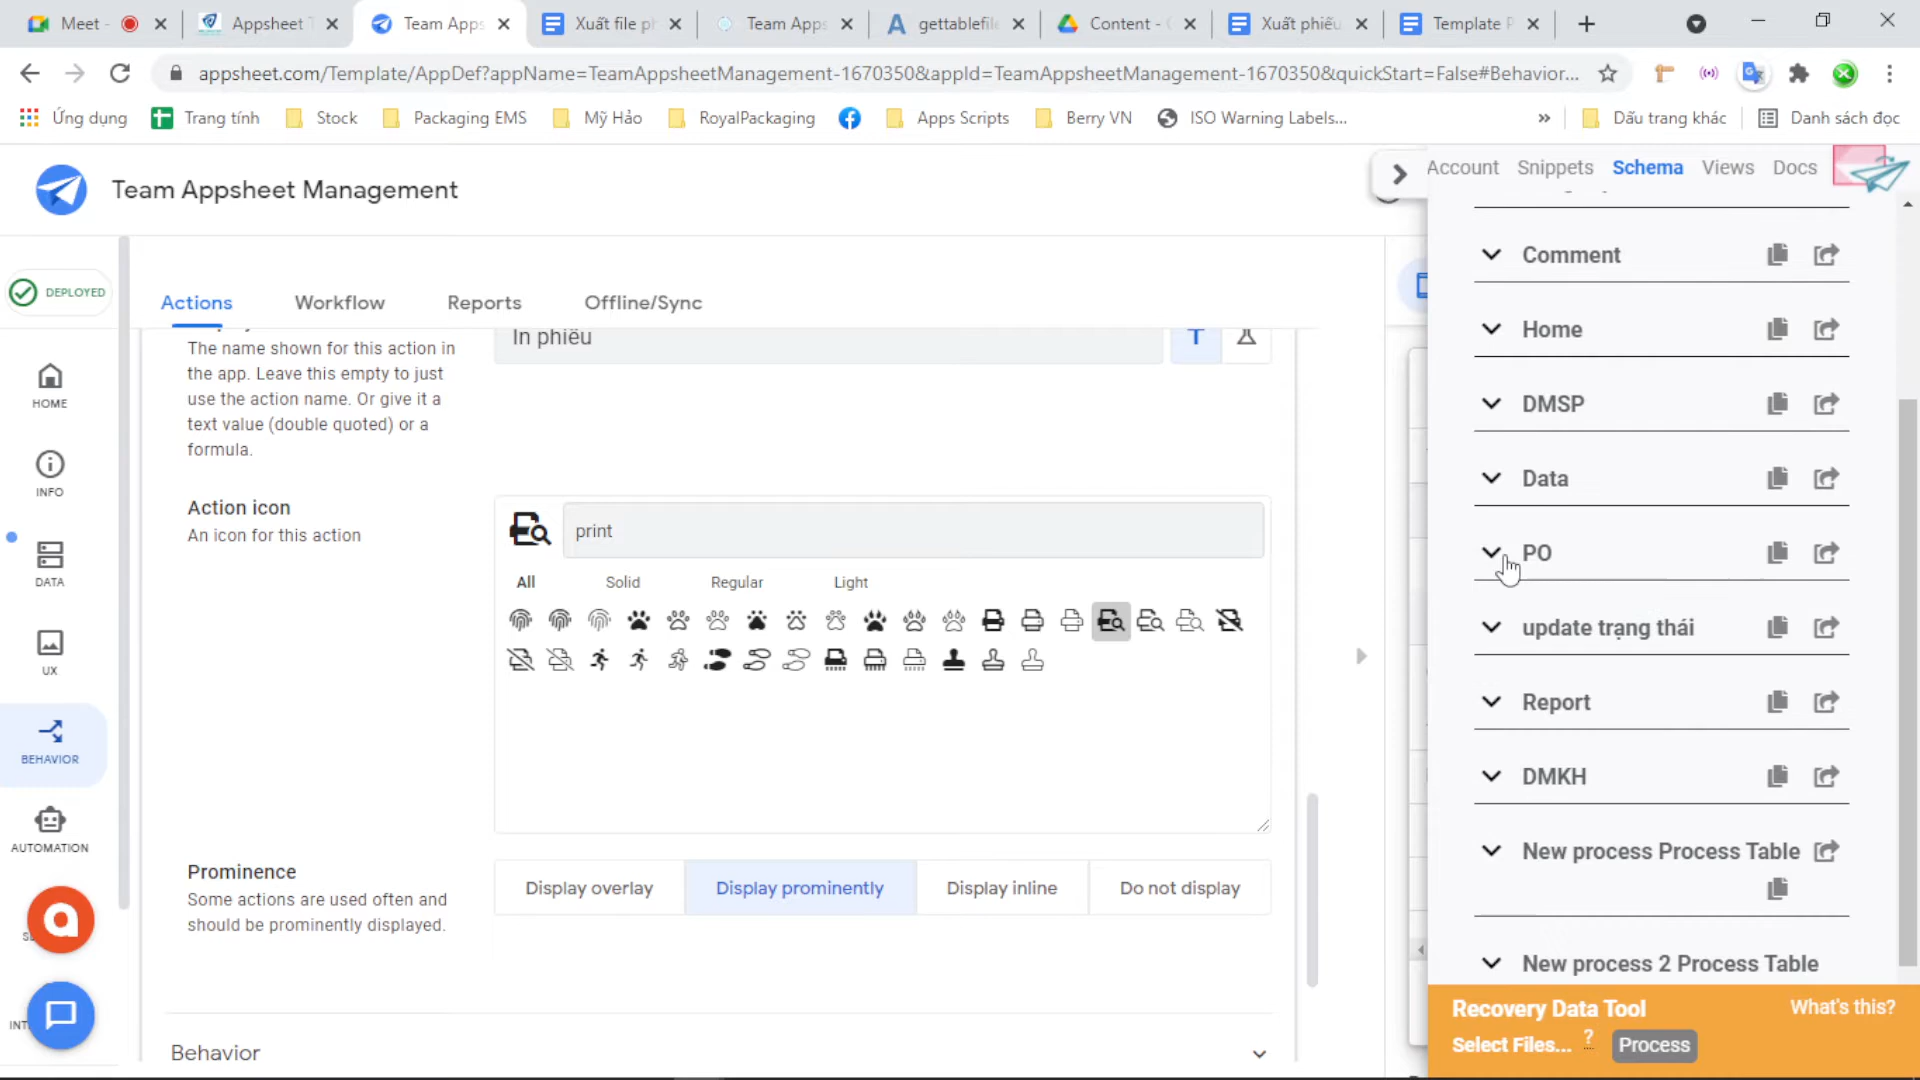 Meet -
Appsheet T
Team Apps
Xuất file ph
Team Apps
gettablefile
Content - G
Xuất phiếu
Template P
appsheet.com/Template/AppDef?appName=TeamAppsheetManagement-1670350&appId=TeamAppsheetManagement-1670350&quickStart=False#Behavior...
Ứng dụng
Trang tính
Stock
Packaging EMS
Mỹ Hảo
RoyalPackaging
Apps Scripts
Berry VN
ISO Warning Labels...
»
Dấu trang khác
Danh sách đọc
Team Appsheet Management
Account
Snippets
Schema
Views
Docs
DEPLOYED
HOME
INFO
DATA
UX
BEHAVIOR
AUTOMATION
Actions
Workflow
Reports
Offline/Sync
The name shown for this action in
the app. Leave this empty to just
use the action name. Or give it a
text value (double quoted) or a
formula.
In phiếu
Action icon
An icon for this action
print
All
Solid
Regular
Light
Prominence
Some actions are used often and
should be prominently displayed.
Display overlay
Display prominently
Display inline
Do not display
Behavior
Comment
Home
DMSP
Data
PO
update trạng thái
Report
DMKH
New process Process Table
New process 2 Process Table
Recovery Data Tool
What's this?
Select Files...
?
Process